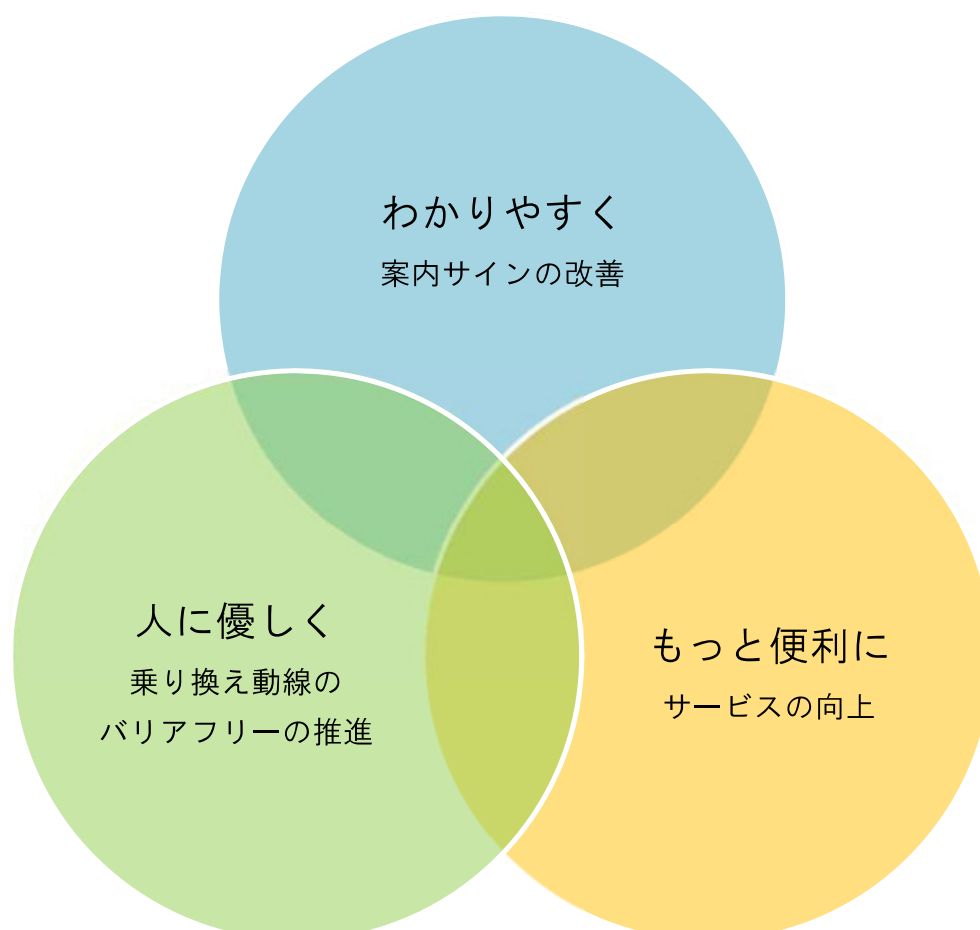 わかりやすく
案内サインの改善
人に優しく
乗り換え動線の
バリアフリーの推進
もっと便利に
サービスの向上